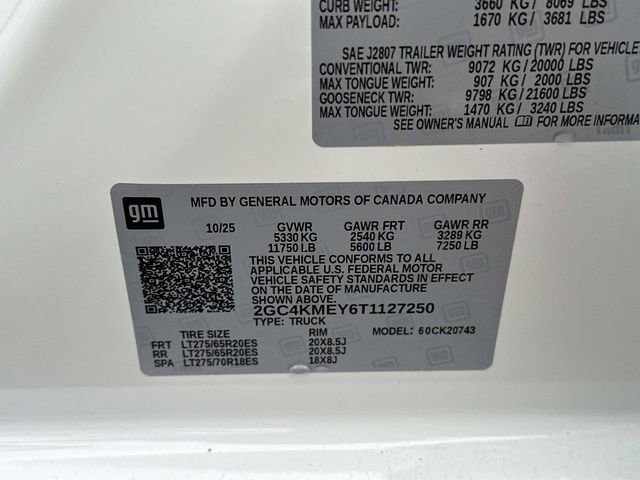 CURB WEIGHT: 3660 KG / 8069 LBS
MAX PAYLOAD: 1670 KG / 3681 LBS
SAE J2807 TRAILER WEIGHT RATING (TWR) FOR VEHICLE
CONVENTIONAL TWR: 9072 KG/20000 LBS
MAX TONGUE WEIGHT: 907 KG/ 2000 LBS
GOOSENECK TWR: 9798 KG/21600 LBS
MAX TONGUE WEIGHT: 1470 KG/ 3240 LBS
SEE OWNER'S MANUAL FOR MORE INFORMA
gm MFD BY GENERAL MOTORS OF CANADA COMPANY
10/25 GVWR GAWR FRT GAWR RR
5330 KG 2540 KG 3289 KG
11750 LB 5600 LB 7250 LB
THIS VEHICLE CONFORMS TO ALL
APPLICABLE U.S. FEDERAL MOTOR
VEHICLE SAFETY STANDARDS IN EFFECT
ON THE DATE OF MANUFACTURE
SHOWN ABOVE.
2GC4KMEY6T1127250
TYPE: TRUCK
TIRE SIZE RIM MODEL: 60CK20743
FRT LT275/65R20ES 20X8.5J
RR LT275/65R20ES 20X8.5J
SPA LT275/70R18ES 18X8J